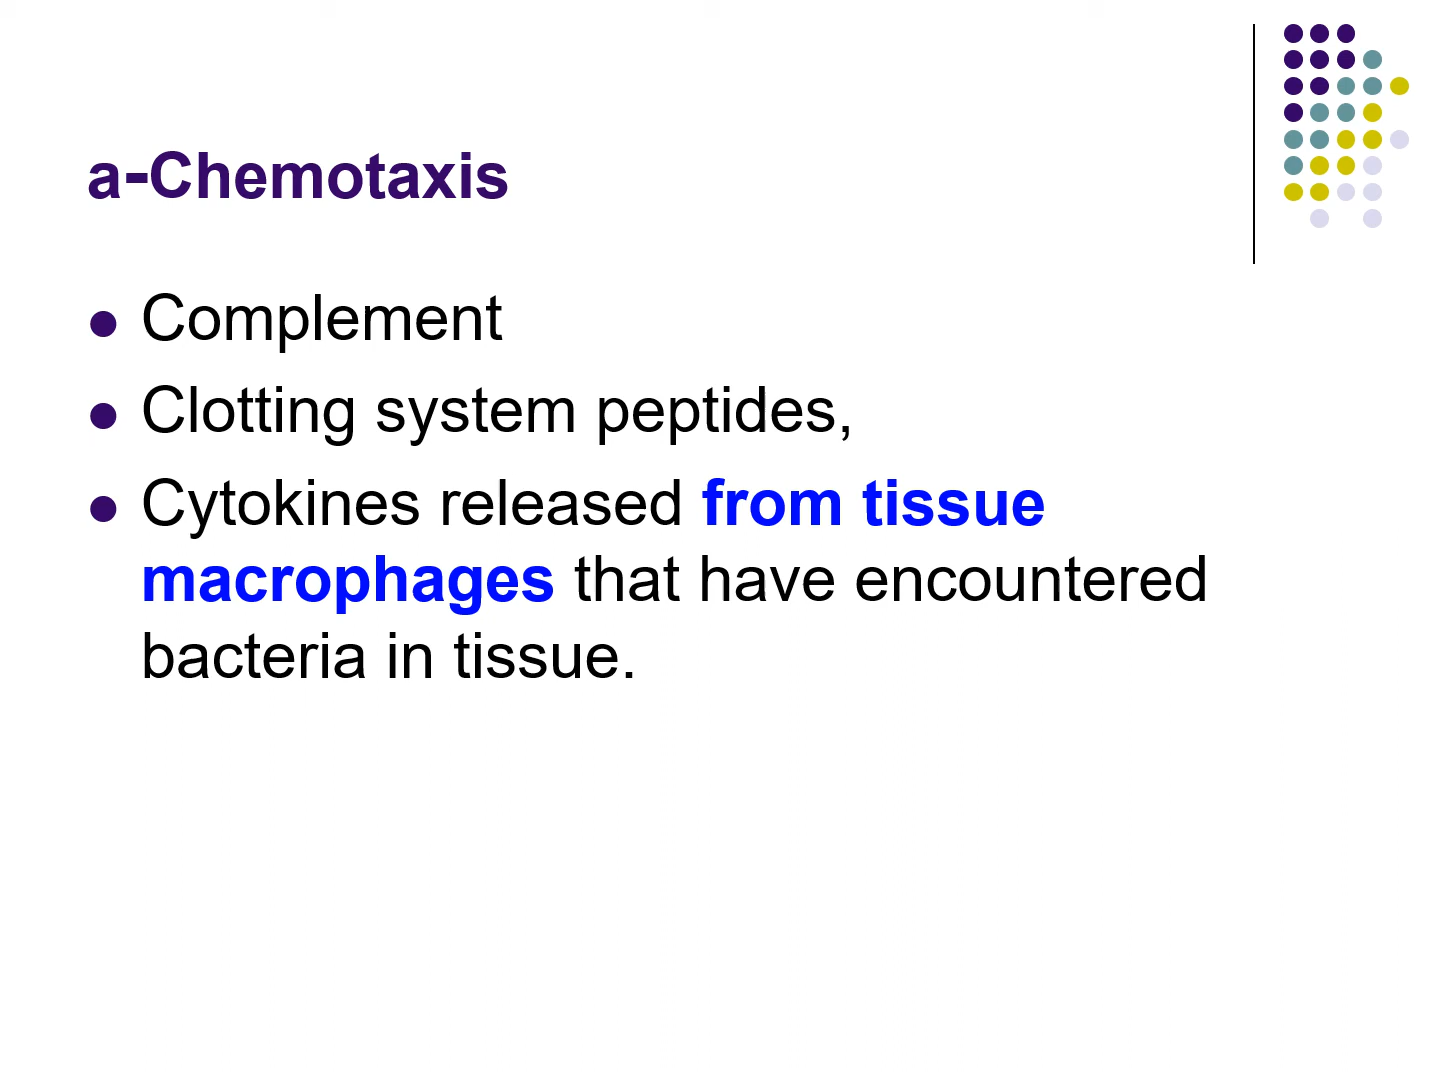 a-Chemotaxis
● Complement
● Clotting system peptides,
● Cytokines released from tissue
macrophages that have encountered
bacteria in tissue.